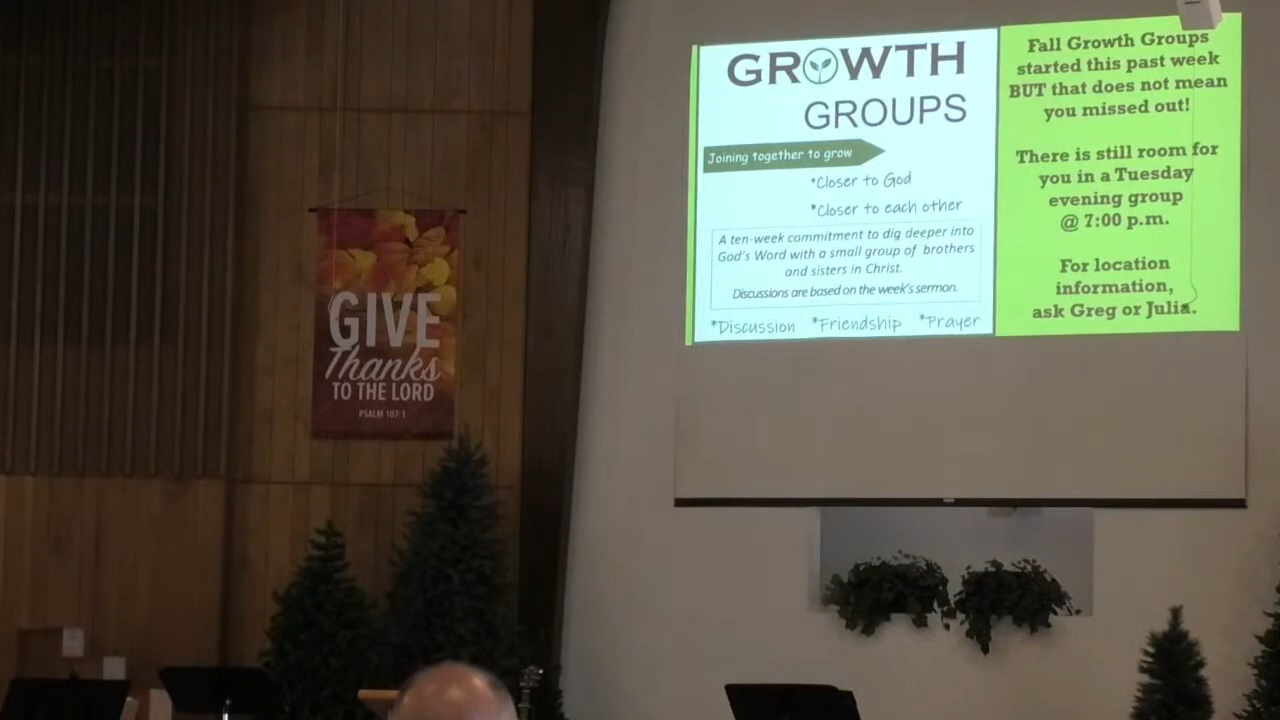 GIVE
Thanks
TO THE LORD
PSALM 107:1
GROWTH
GROUPS
Joining together to grow
*Closer to God
*Closer to each other
A ten-week commitment to dig deeper into
God's Word with a small group of brothers
and sisters in Christ.
Discussions are based on the week's sermon.
*Discussion *Friendship *Prayer
Fall Growth Groups
started this past week
BUT that does not mean
you missed out!
There is still room for
you in a Tuesday
evening group
@ 7:00 p.m.
For location
information,
ask Greg or Julia.